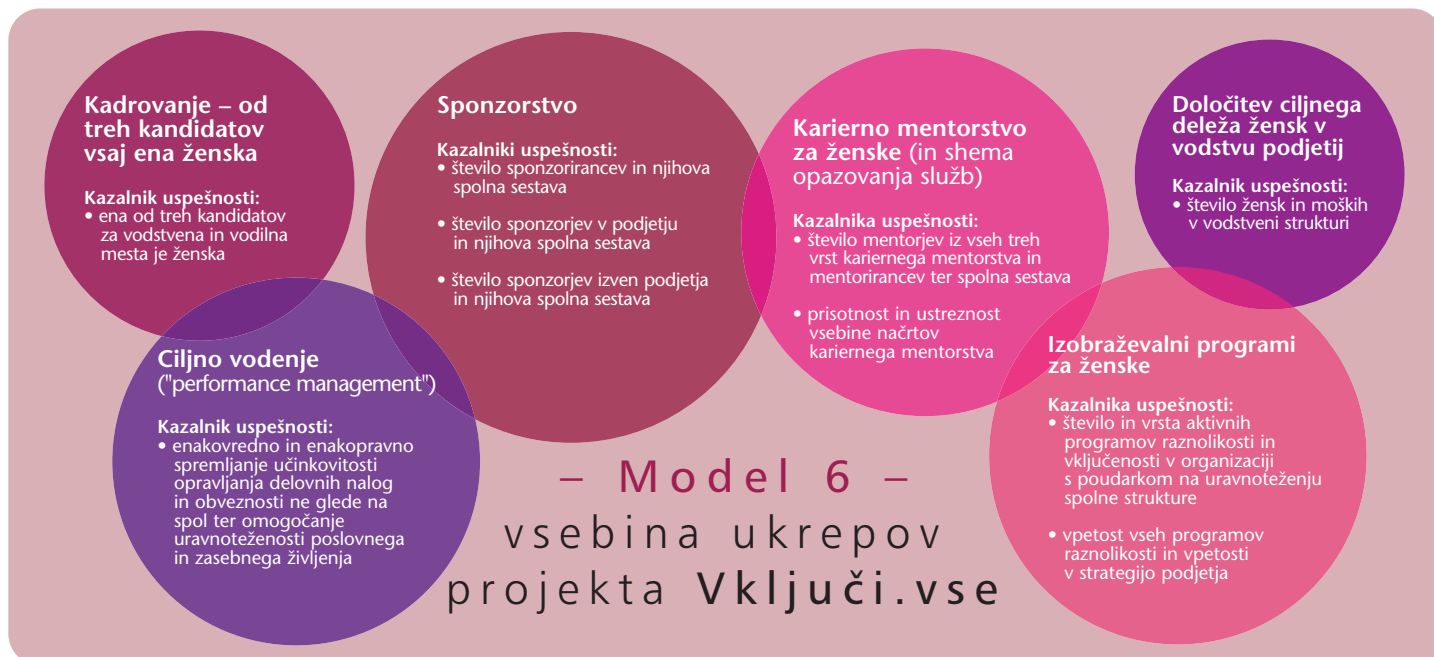 Kadrovanje – od
treh kandidatov
vsaj ena ženska
Kazalnik uspešnosti:
• ena od treh kandidatov
za vodstvena in vodilna
mesta je ženska
Ciljno vodenje
("performance management")
Kazalnik uspešnosti:
• enakovredno in enakopravno
spremljanje učinkovitosti
opravljanja delovnih nalog
in obveznosti ne glede na
spol ter omogočanje
uravnoteženosti poslovnega
in zasebnega življenja
Sponzorstvo
Kazalniki uspešnosti:
• število sponzorirancev in njihova
spolna sestava
• število sponzorjev v podjetju
in njihova spolna sestava
• število sponzorjev izven podjetja
in njihova spolna sestava
Karierno mentorstvo
za ženske (in shema
opazovanja služb)
Kazalnika uspešnosti:
• število mentorjev iz vseh treh
vrst kariernega mentorstva in
mentorirancev ter spolna sestava
• prisotnost in ustreznost
vsebine načrtov
kariernega mentorstva
Določitev ciljnega
deleža žensk v
vodstvu podjetij
Kazalnik uspešnosti:
• število žensk in moških
v vodstveni strukturi
Izobraževalni programi
za ženske
Kazalnika uspešnosti:
• število in vrsta aktivnih
programov raznolikosti in
vključenosti v organizaciji
s poudarkom na uravnoteženju
spolne strukture
• vpetost vseh programov
raznolikosti in vpetosti
v strategijo podjetja
– Model 6 –
vsebina ukrepov
projekta Vključi.vse